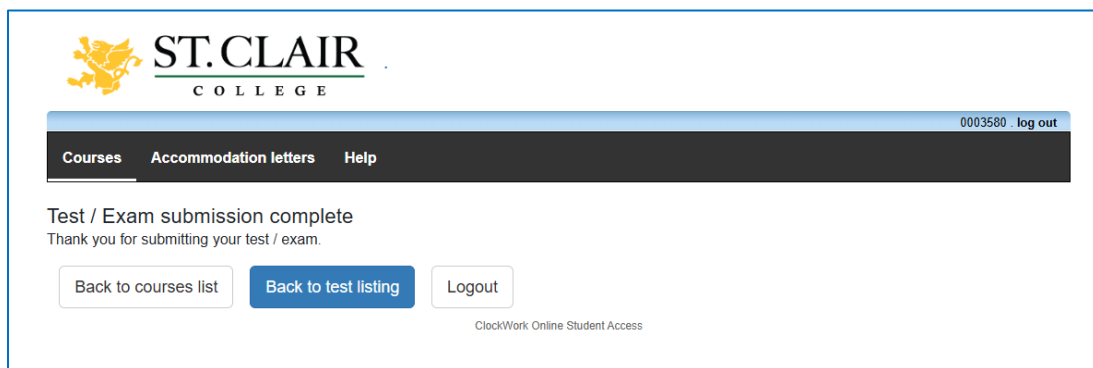 ST. CLAIR
COLLEGE
0003580 . log out
Courses Accommodation letters Help
Test / Exam submission complete
Thank you for submitting your test / exam.
Back to courses list Back to test listing Logout
ClockWork Online Student Access